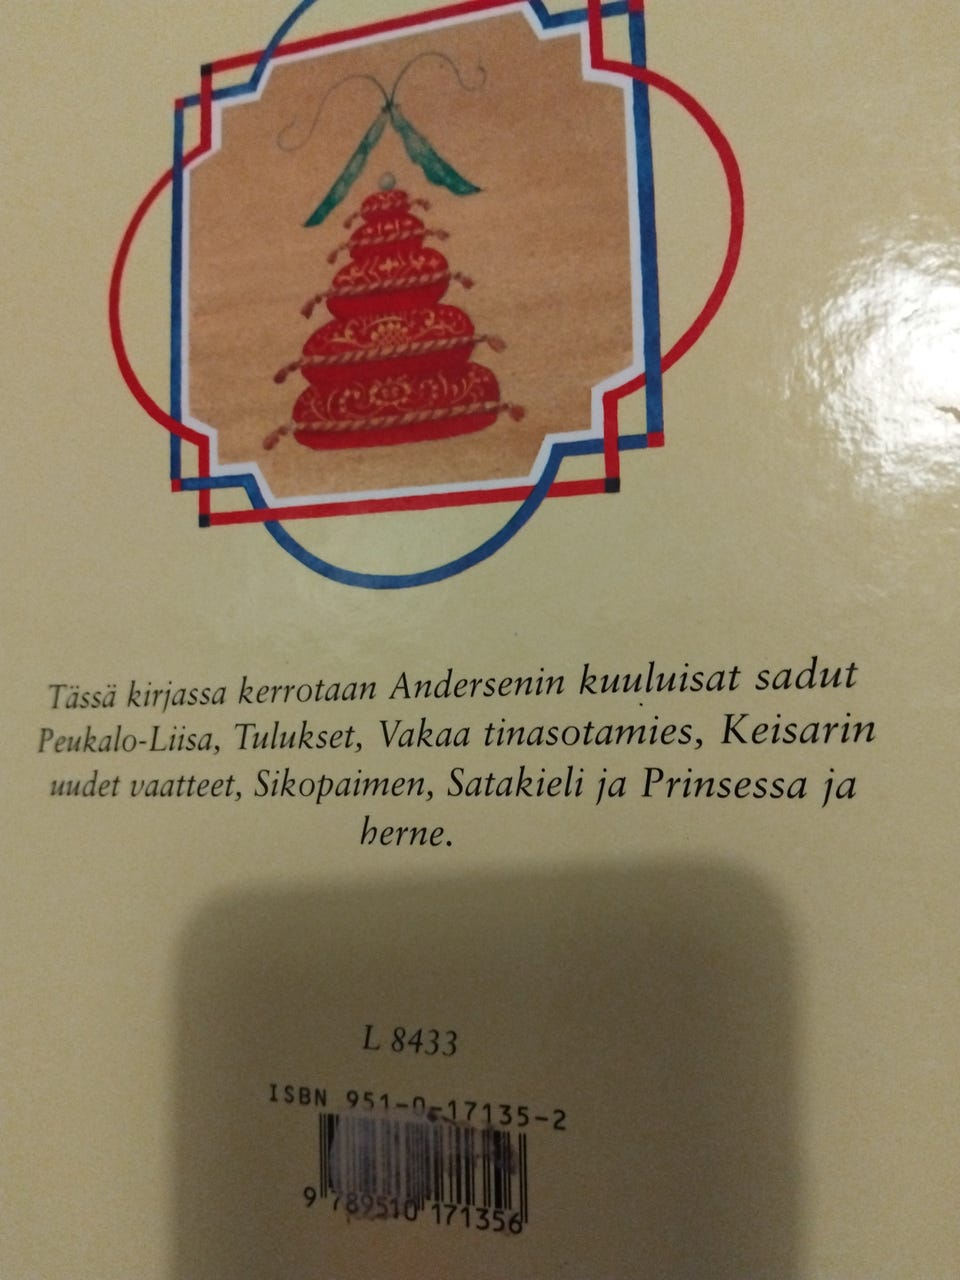 Tässä kirjassa kerrotaan Andersenin kuuluisat sadut
Peukalo-Liisa, Tulukset, Vakaa tinasotamies, Keisarin
uudet vaatteet, Sikopaimen, Satakieli ja Prinsessa ja
herne.
L 8433
ISBN 951-0-17135-2
9 789510 171356